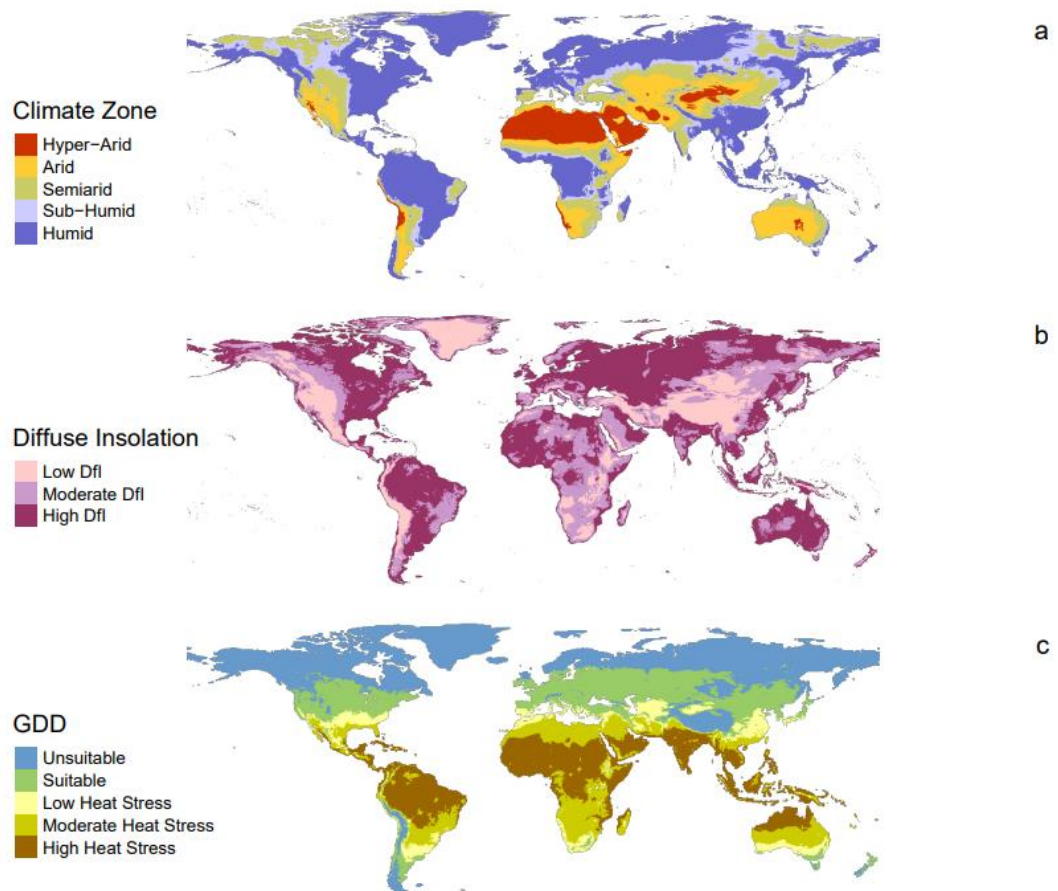 a
Climate Zone
Hyper−Arid
Arid
Semiarid
Sub−Humid
Humid
b
Diffuse Insolation
Low DfI
Moderate DfI
High DfI
c
GDD
Unsuitable
Suitable
Low Heat Stress
Moderate Heat Stress
High Heat Stress